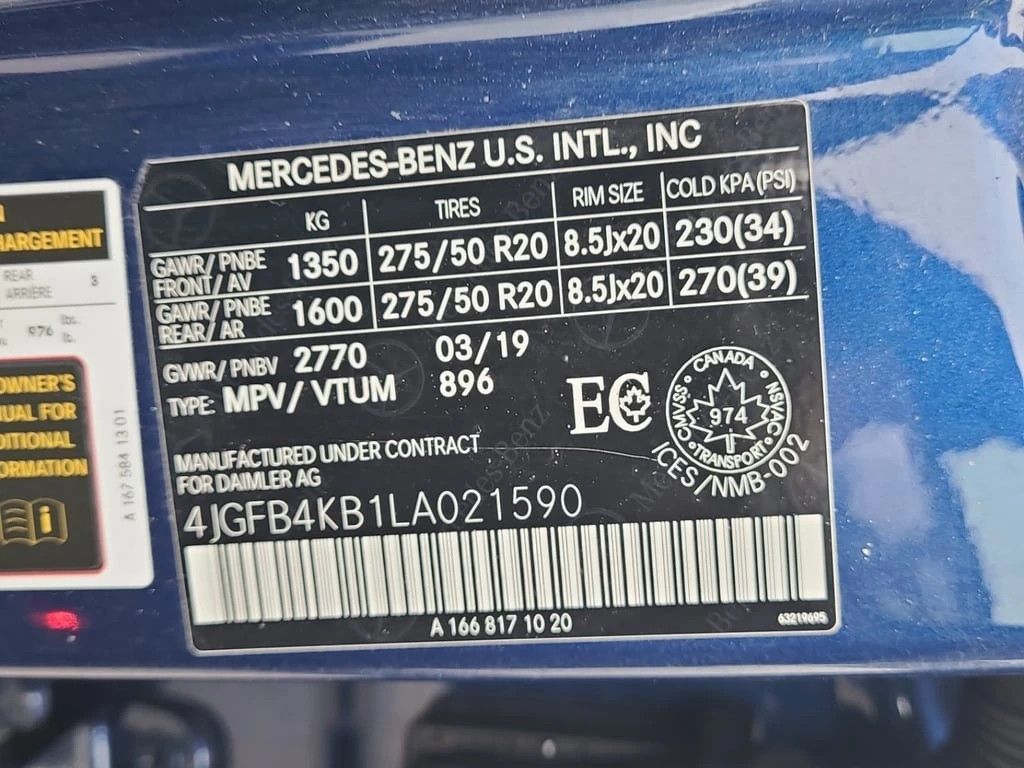 MERCEDES-BENZ U.S. INTL., INC
KG TIRES RIM SIZE COLD KPA (PSI)
GAWR/ PNBE FRONT/ AV 1350 275/50 R20 8.5Jx20 230(34)
GAWR/ PNBE REAR/ AR 1600 275/50 R20 8.5Jx20 270(39)
GVWR/ PNBV 2770 03/19
TYPE: MPV/ VTUM 896
EC
CANADA
CMVSS NSVAC
974
TRANSPORT
ICES/NMB-002
MANUFACTURED UNDER CONTRACT
FOR DAIMLER AG
4JGFB4KB1LA021590
A 166 817 10 20
63219695
HARGEMENT
REAR
ARRIÈRE 3
976 lbs.
lb.
OWNER'S
UAL FOR
DITIONAL
FORMATION
A 167 584 13 01